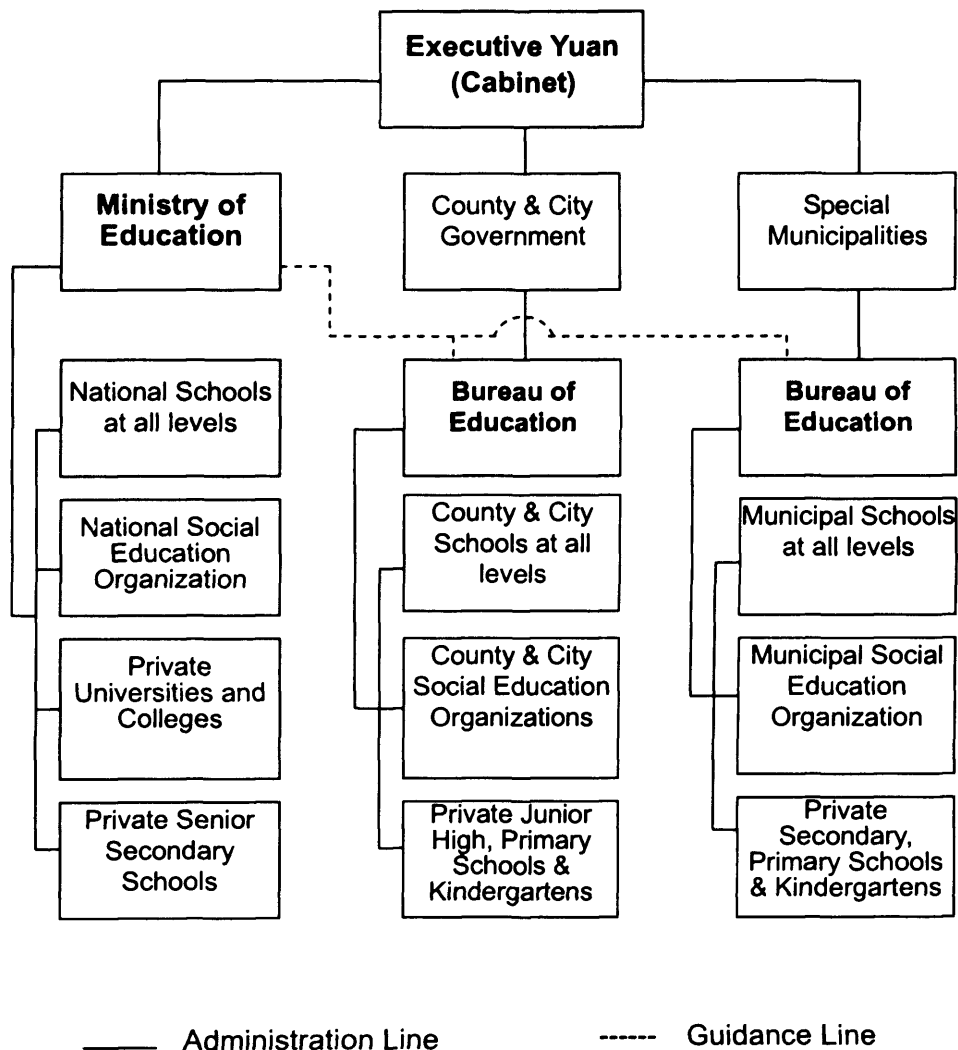 Executive Yuan
(Cabinet)
Ministry of
Education
County & City
Government
Special
Municipalities
National Schools
at all levels
Bureau of
Education
Bureau of
Education
National Social
Education
Organization
County & City
Schools at all
levels
Municipal Schools
at all levels
Private
Universities and
Colleges
County & City
Social Education
Organizations
Municipal Social
Education
Organization
Private Senior
Secondary
Schools
Private Junior
High, Primary
Schools &
Kindergartens
Private
Secondary,
Primary Schools
& Kindergartens
Administration Line
Guidance Line